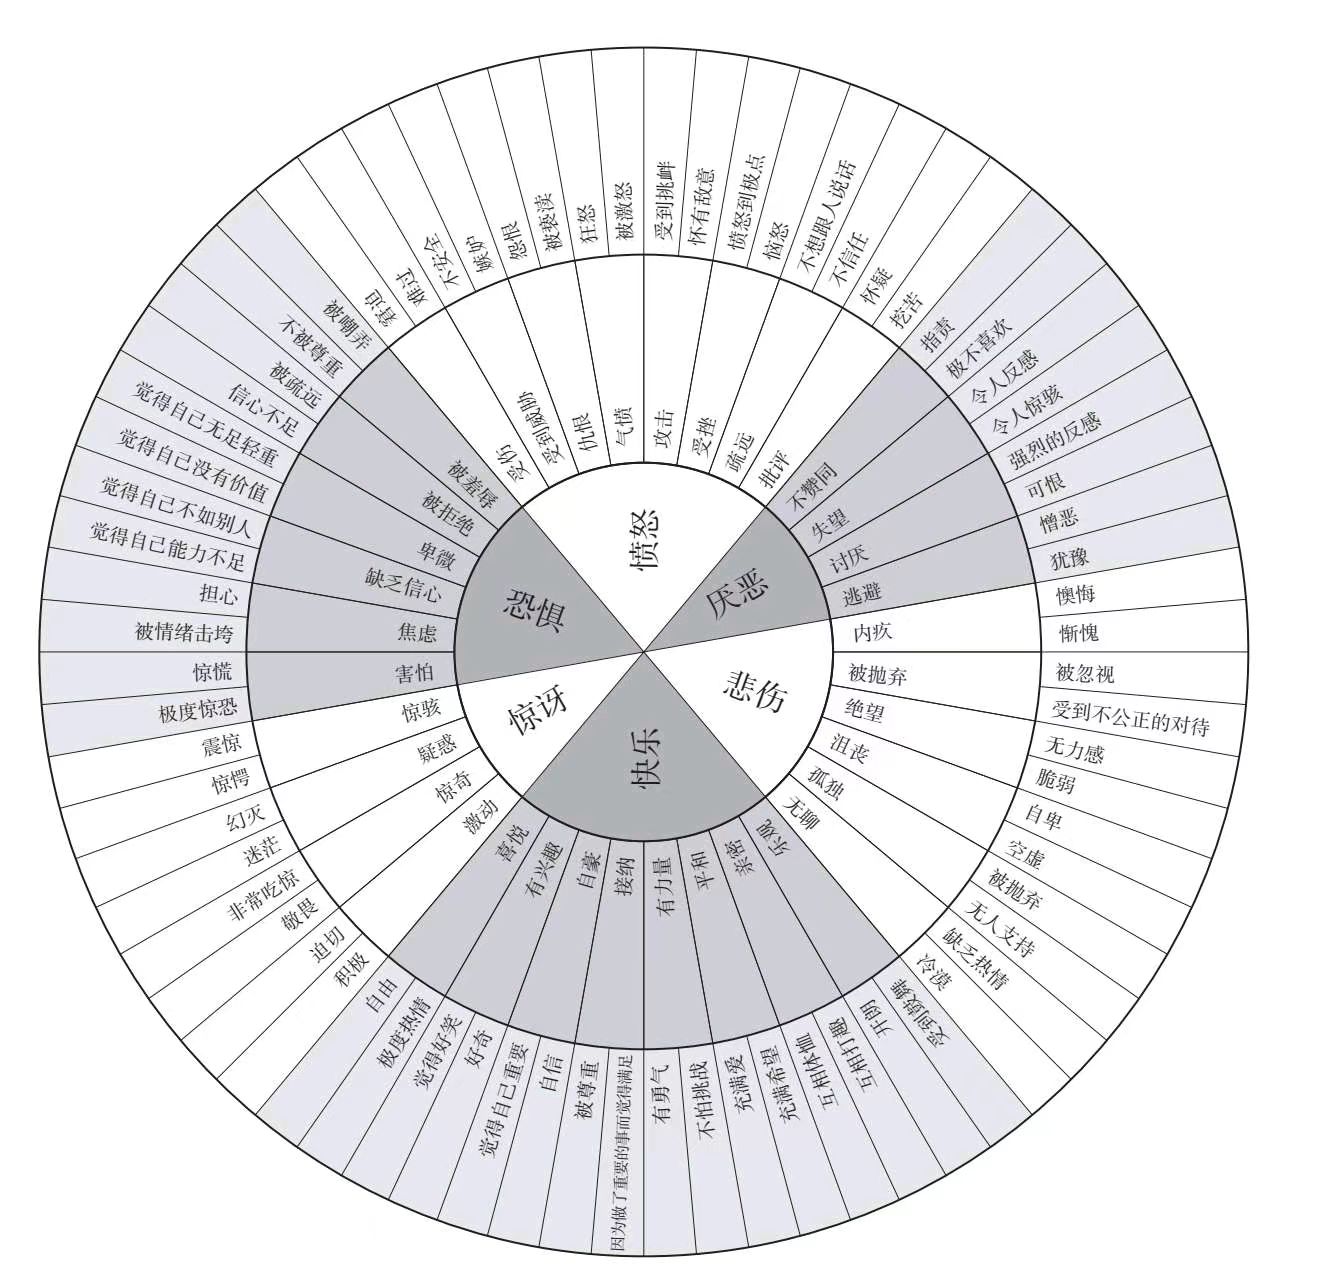 愤怒
厌恶
悲伤
快乐
惊讶
恐惧
受伤
受到威胁
仇恨
气愤
攻击
受挫
疏远
批评
不赞同
失望
讨厌
逃避
内疚
被抛弃
绝望
沮丧
孤独
无聊
乐观
亲密
平和
有力量
接纳
自豪
有兴趣
喜悦
激动
惊奇
疑惑
惊骇
害怕
焦虑
缺乏信心
卑微
被拒绝
被羞辱
窘迫
难过
不安全
嫉妒
怨恨
被亵渎
狂怒
被激怒
受到挑衅
怀有敌意
愤怒到极点
恼怒
不想跟人说话
不信任
怀疑
挖苦
指责
极不喜欢
令人反感
令人惊骇
强烈的反感
可恨
憎恶
犹豫
懊悔
惭愧
被忽视
受到不公正的对待
无力感
脆弱
自卑
空虚
被抛弃
无人支持
缺乏热情
冷漠
受到鼓舞
开朗
互相打趣
互相体恤
充满希望
充满爱
不怕挑战
有勇气
因为做了重要的事而觉得满足
被尊重
自信
觉得自己重要
好奇
觉得好笑
极度热情
自由
积极
迫切
敬畏
非常吃惊
迷茫
幻灭
惊愕
震惊
极度惊恐
惊慌
被情绪击垮
担心
觉得自己能力不足
觉得自己不如别人
觉得自己没有价值
觉得自己无足轻重
信心不足
被疏远
不被尊重
被嘲弄